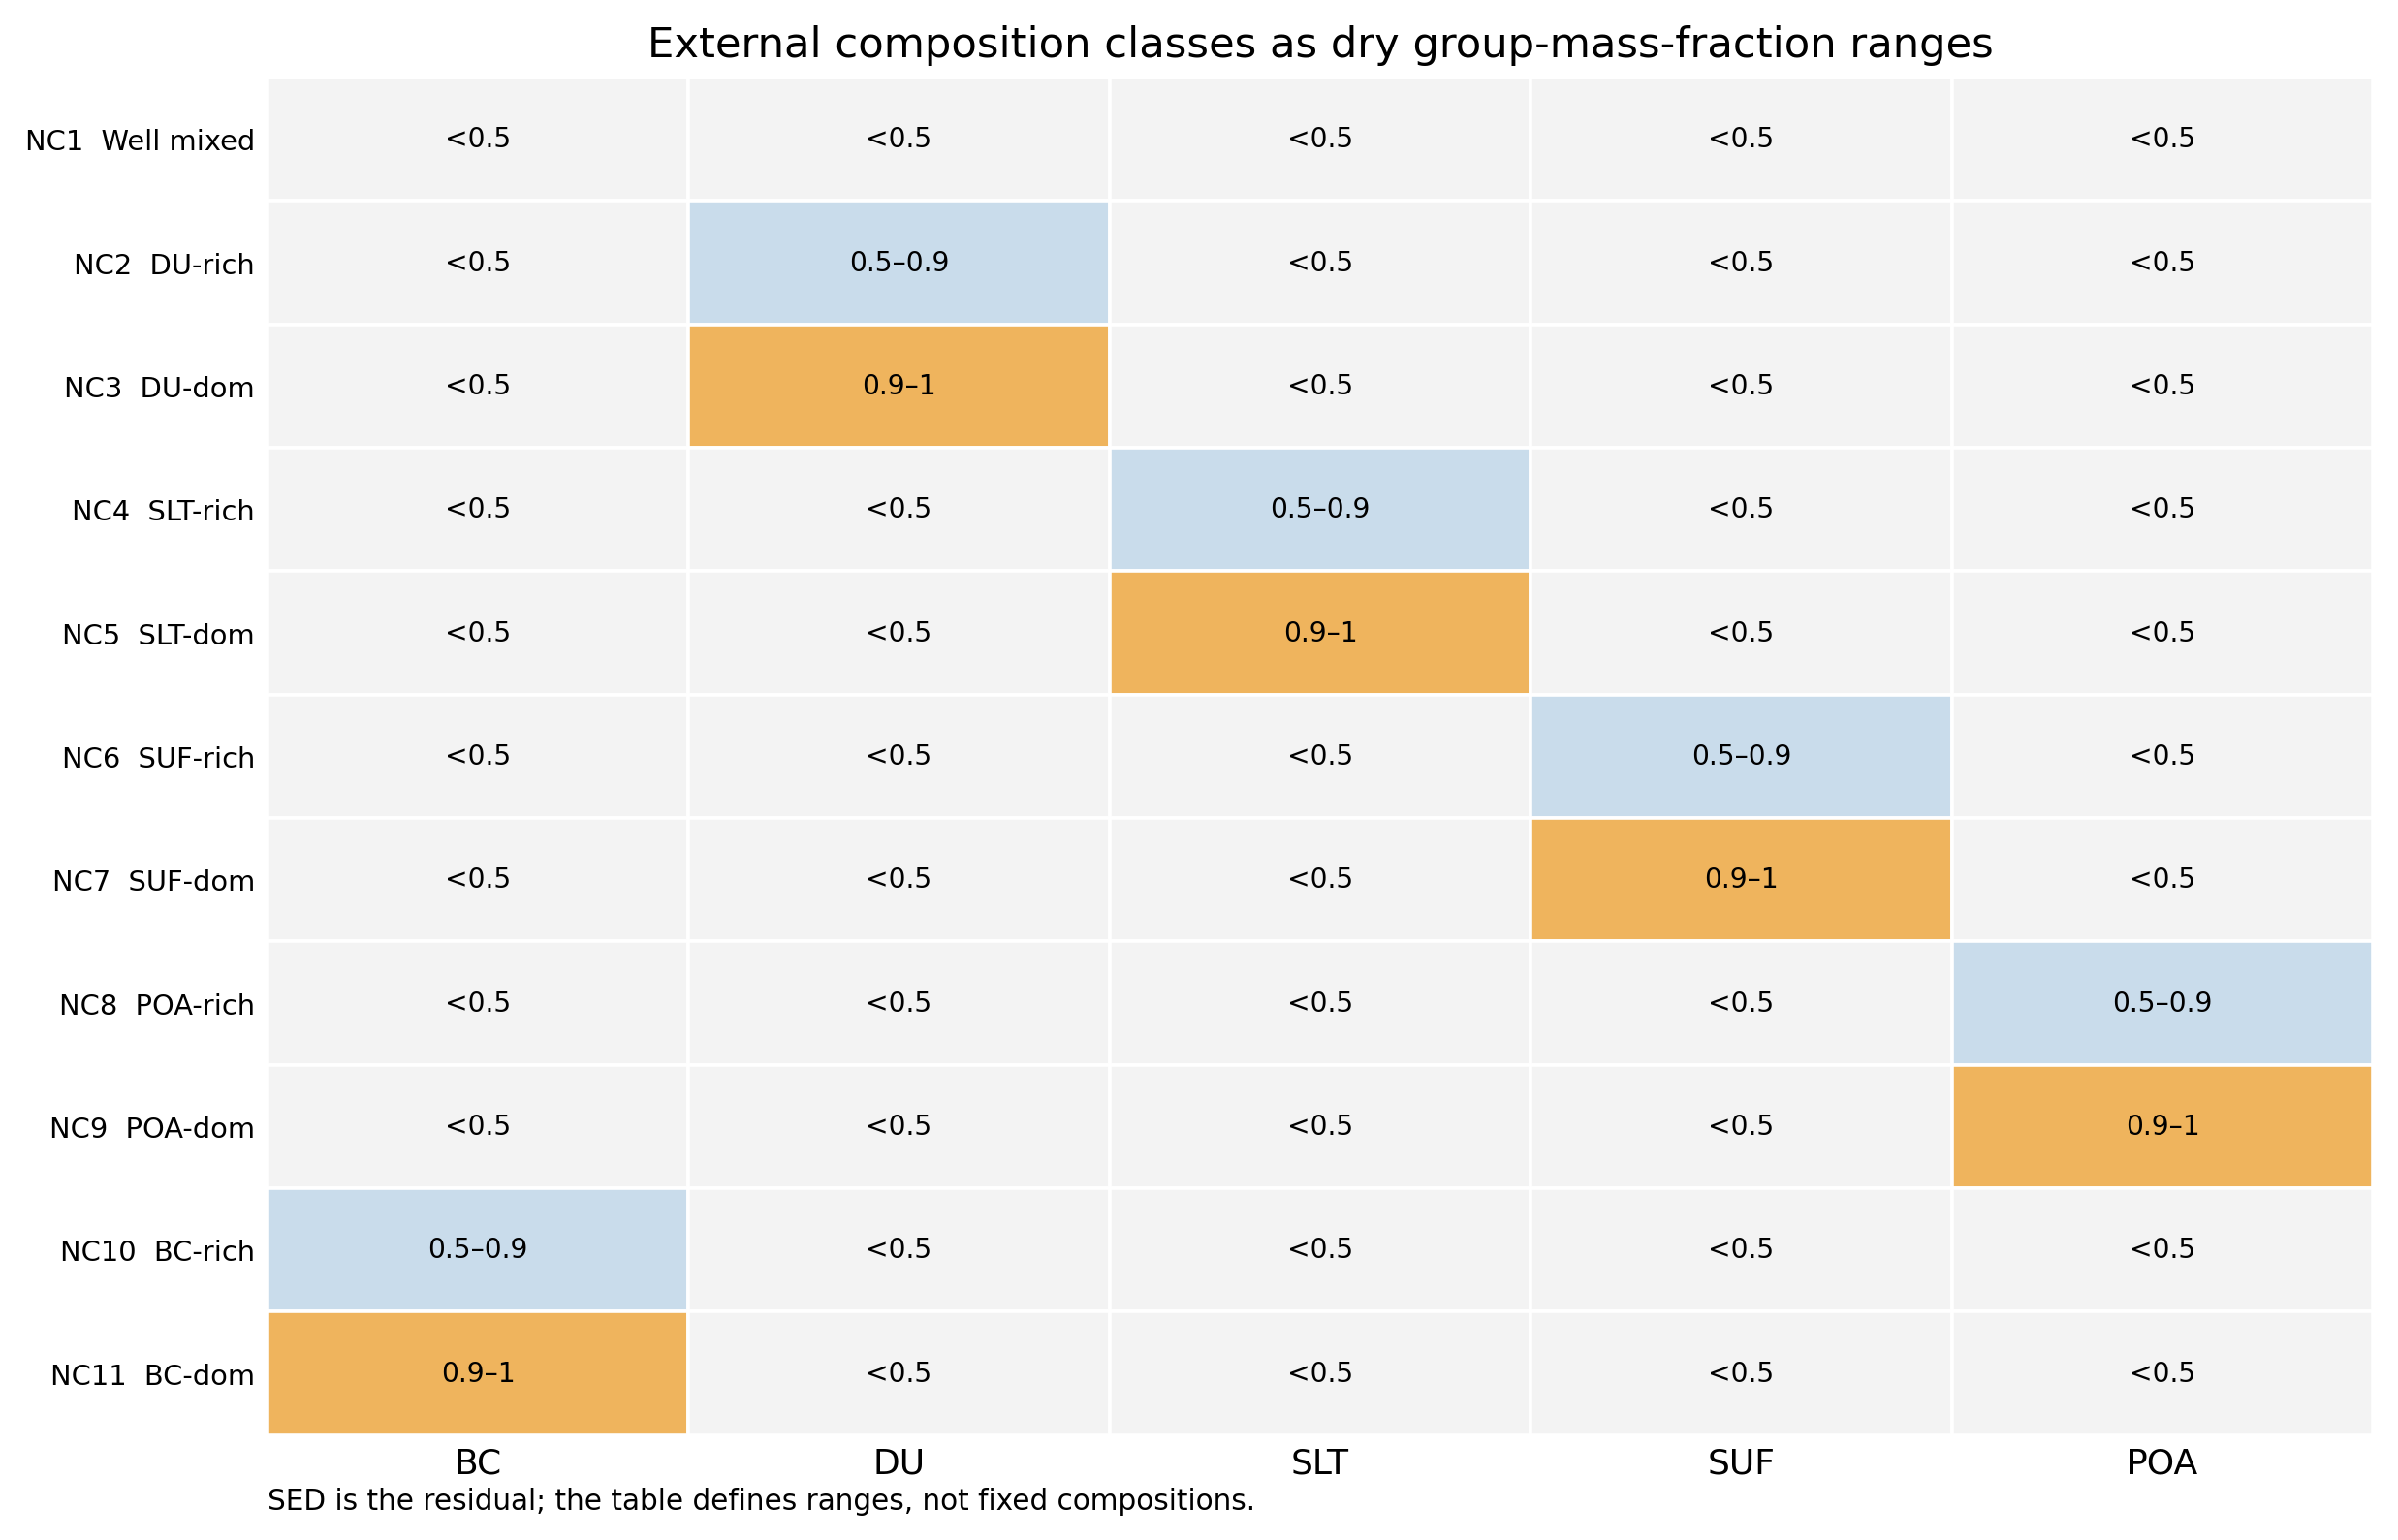 External composition classes as dry group-mass-fraction ranges
NC1  Well mixed <0.5 <0.5 <0.5 <0.5 <0.5
NC2  DU-rich <0.5 0.5–0.9 <0.5 <0.5 <0.5
NC3  DU-dom <0.5 0.9–1 <0.5 <0.5 <0.5
NC4  SLT-rich <0.5 <0.5 0.5–0.9 <0.5 <0.5
NC5  SLT-dom <0.5 <0.5 0.9–1 <0.5 <0.5
NC6  SUF-rich <0.5 <0.5 <0.5 0.5–0.9 <0.5
NC7  SUF-dom <0.5 <0.5 <0.5 0.9–1 <0.5
NC8  POA-rich <0.5 <0.5 <0.5 <0.5 0.5–0.9
NC9  POA-dom <0.5 <0.5 <0.5 <0.5 0.9–1
NC10  BC-rich 0.5–0.9 <0.5 <0.5 <0.5 <0.5
NC11  BC-dom 0.9–1 <0.5 <0.5 <0.5 <0.5
BC DU SLT SUF POA
SED is the residual; the table defines ranges, not fixed compositions.